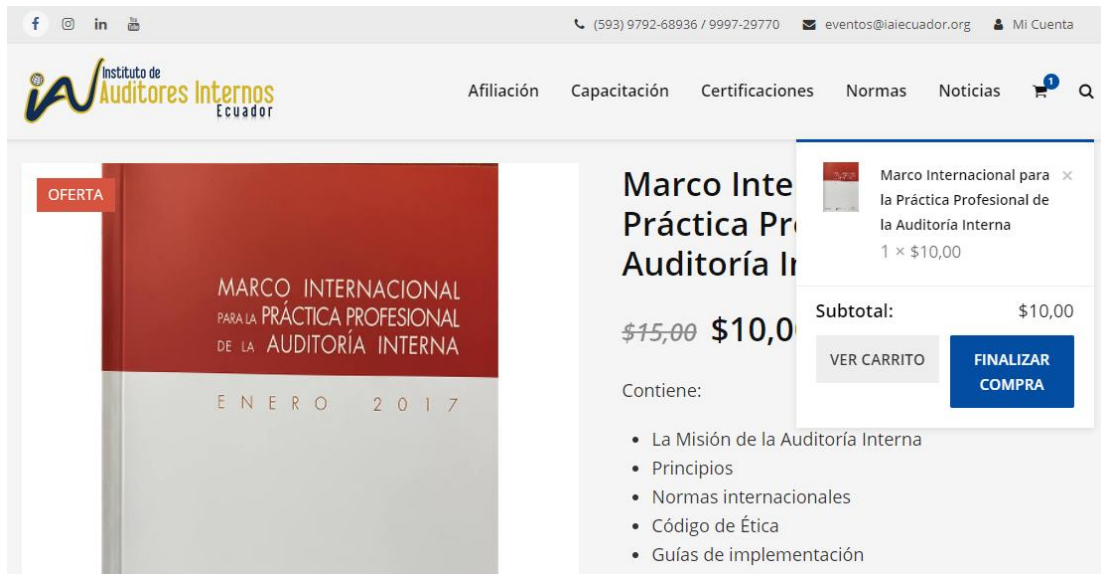 (593) 9792-68936 / 9997-29770
eventos@iaiecuador.org
Mi Cuenta
Instituto de
Auditores Internos
Ecuador
Afiliación
Capacitación
Certificaciones
Normas
Noticias
1
OFERTA
MARCO INTERNACIONAL
PARA LA PRÁCTICA PROFESIONAL
DE LA AUDITORÍA INTERNA
ENERO 2017
Marco Inte
Práctica Pr
Auditoría I
$15,00 $10,0
Contiene:
• La Misión de la Auditoría Interna
• Principios
• Normas internacionales
• Código de Ética
• Guías de implementación
Marco Internacional para ×
la Práctica Profesional de
la Auditoría Interna
1 × $10,00
Subtotal: $10,00
VER CARRITO
FINALIZAR
COMPRA